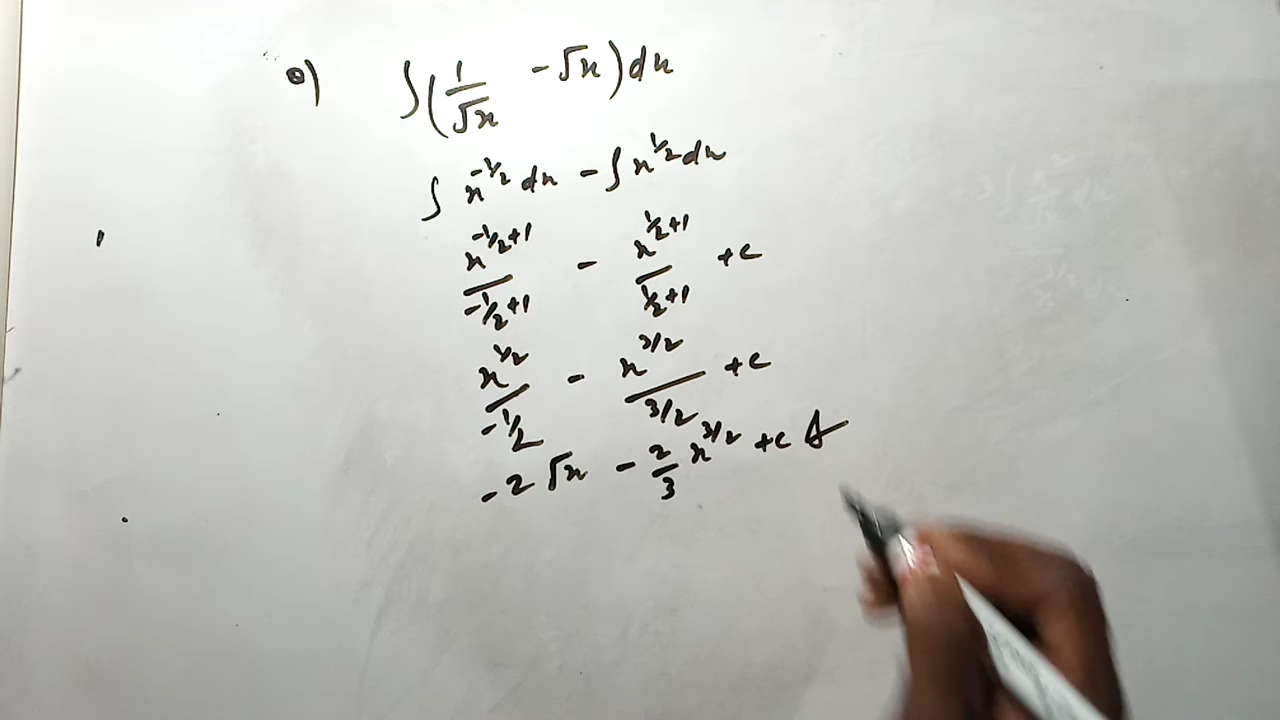 o) ∫(1/√x - √x)dx
∫ x^(-1/2) dx - ∫ x^(1/2) dx
x^(-1/2+1)/(-1/2+1) - x^(1/2+1)/(1/2+1) + c
x^(1/2)/(-1/2) - x^(3/2)/(3/2) + c
-2√x - 2/3 x^(3/2) + c